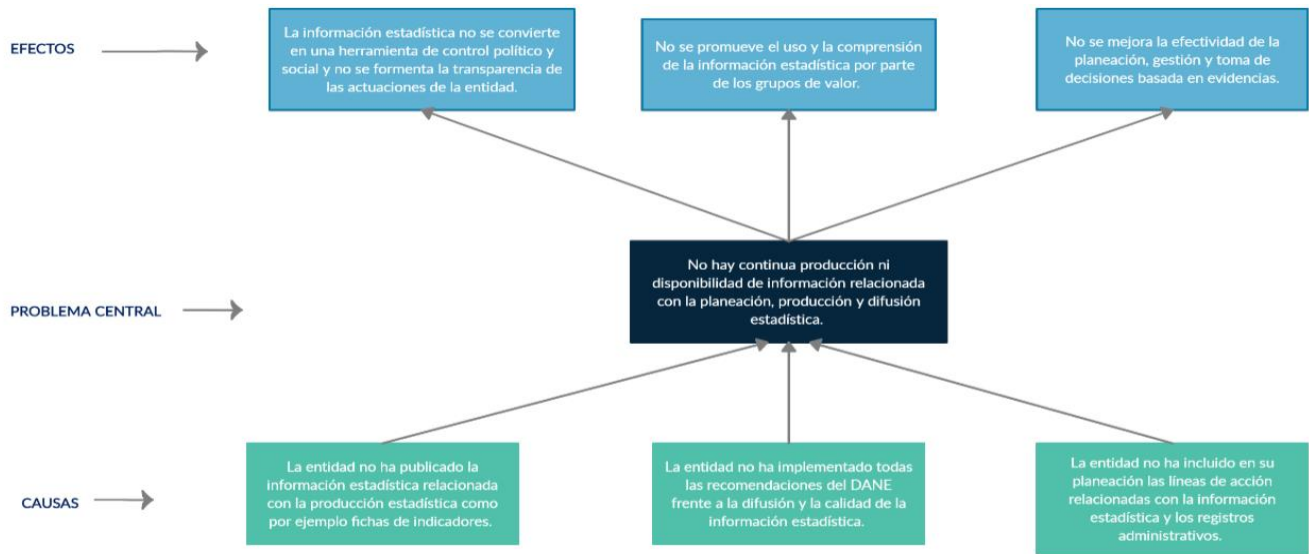 EFECTOS
La información estadística no se convierte
en una herramienta de control político y
social y no se formenta la transparencia de
las actuaciones de la entidad.
No se promueve el uso y la comprensión
de la información estadística por parte
de los grupos de valor.
No se mejora la efectividad de la
planeación, gestión y toma de
decisiones basada en evidencias.
PROBLEMA CENTRAL
No hay continua producción ni
disponibilidad de información relacionada
con la planeación, producción y difusión
estadística.
CAUSAS
La entidad no ha publicado la
información estadística relacionada
con la producción estadística como
por ejemplo fichas de indicadores.
La entidad no ha implementado todas
las recomendaciones del DANE
frente a la difusión y la calidad de la
información estadística.
La entidad no ha incluido en su
planeación las líneas de acción
relacionadas con la información
estadística y los registros
administrativos.